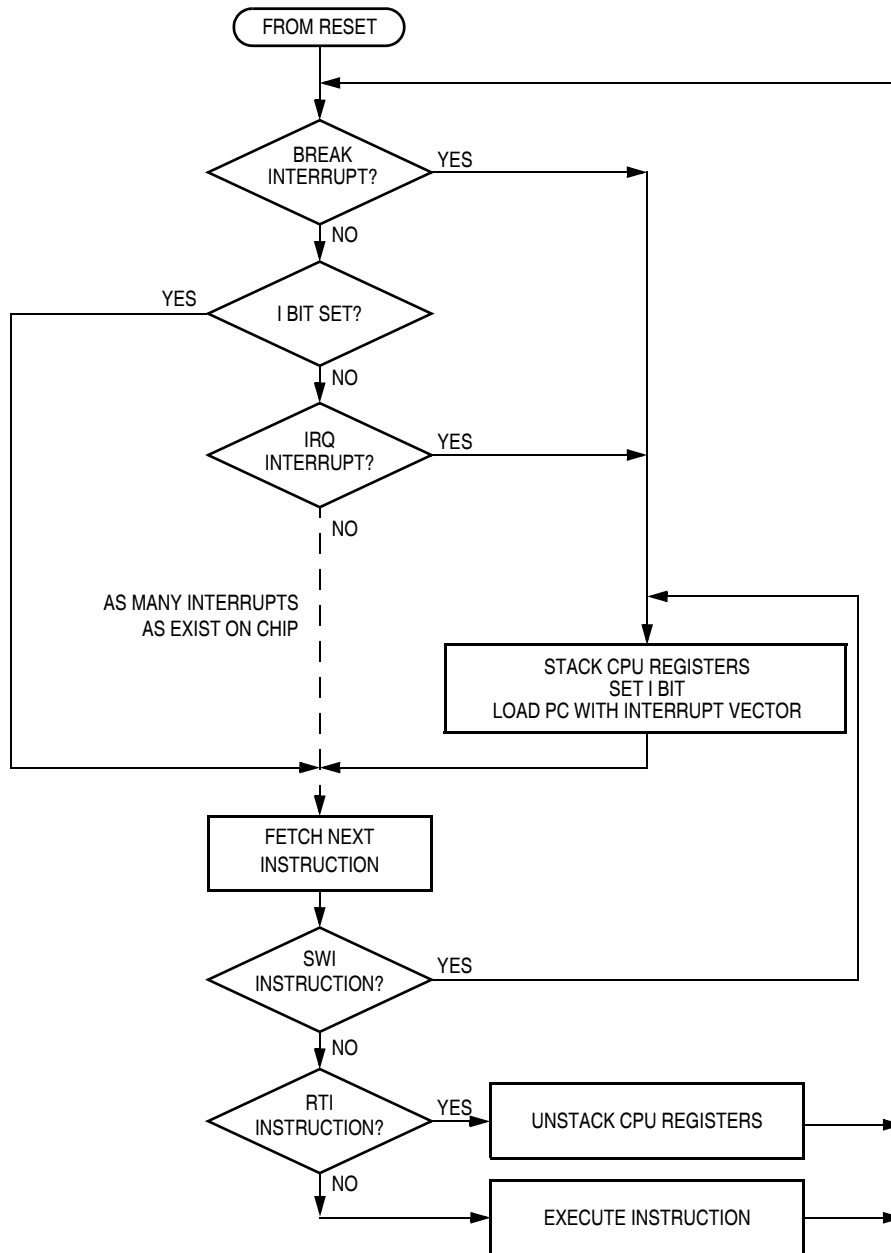 FROM RESET
BREAK
INTERRUPT?
YES
NO
YES
I BIT SET?
NO
IRQ
INTERRUPT?
YES
NO
AS MANY INTERRUPTS
AS EXIST ON CHIP
STACK CPU REGISTERS
SET I BIT
LOAD PC WITH INTERRUPT VECTOR
FETCH NEXT
INSTRUCTION
SWI
INSTRUCTION?
YES
NO
RTI
INSTRUCTION?
YES
UNSTACK CPU REGISTERS
NO
EXECUTE INSTRUCTION